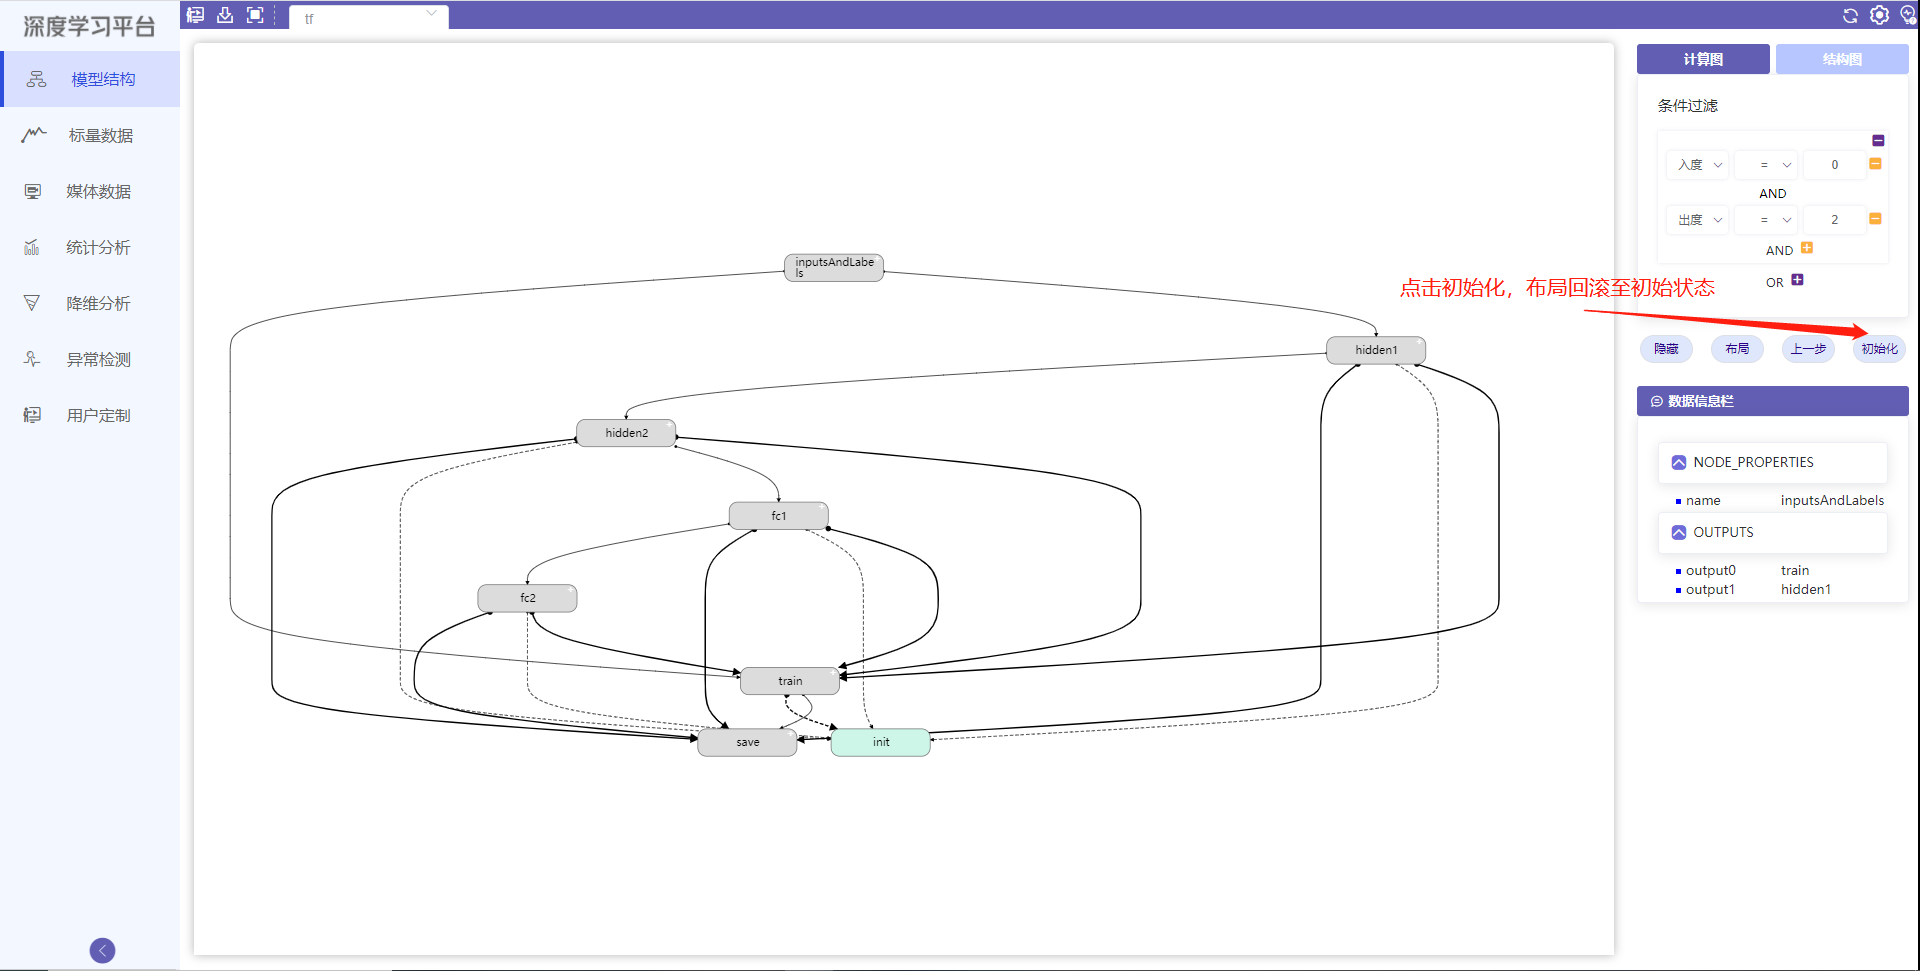 深度学习平台
tf
模型结构
标量数据
媒体数据
统计分析
降维分析
异常检测
用户定制
inputsAndLabe
ls
hidden1
hidden2
fc1
fc2
train
save
init
点击初始化，布局回滚至初始状态
计算图
结构图
条件过滤
入度 = 0
AND
出度 = 2
AND
OR
隐藏
布局
上一步
初始化
数据信息栏
NODE_PROPERTIES
name inputsAndLabels
OUTPUTS
output0 train
output1 hidden1